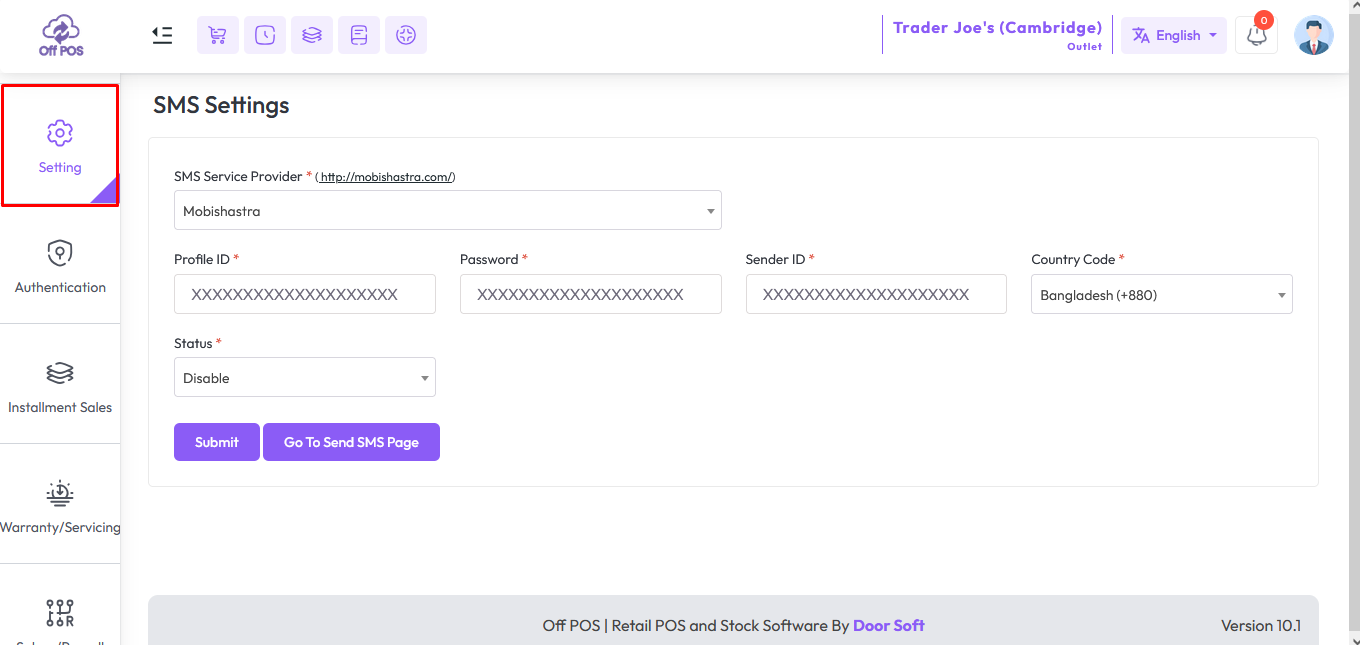 Off POS
Trader Joe's (Cambridge)
Outlet
English
0
Setting
Authentication
Installment Sales
Warranty/Servicing
SMS Settings
SMS Service Provider * ( http://mobishastra.com/)
Mobishastra
Profile ID * Password * Sender ID * Country Code *
XXXXXXXXXXXXXXXXXXXX XXXXXXXXXXXXXXXXXXXX XXXXXXXXXXXXXXXXXXXX Bangladesh (+880)
Status *
Disable
Submit Go To Send SMS Page
Off POS | Retail POS and Stock Software By Door Soft Version 10.1